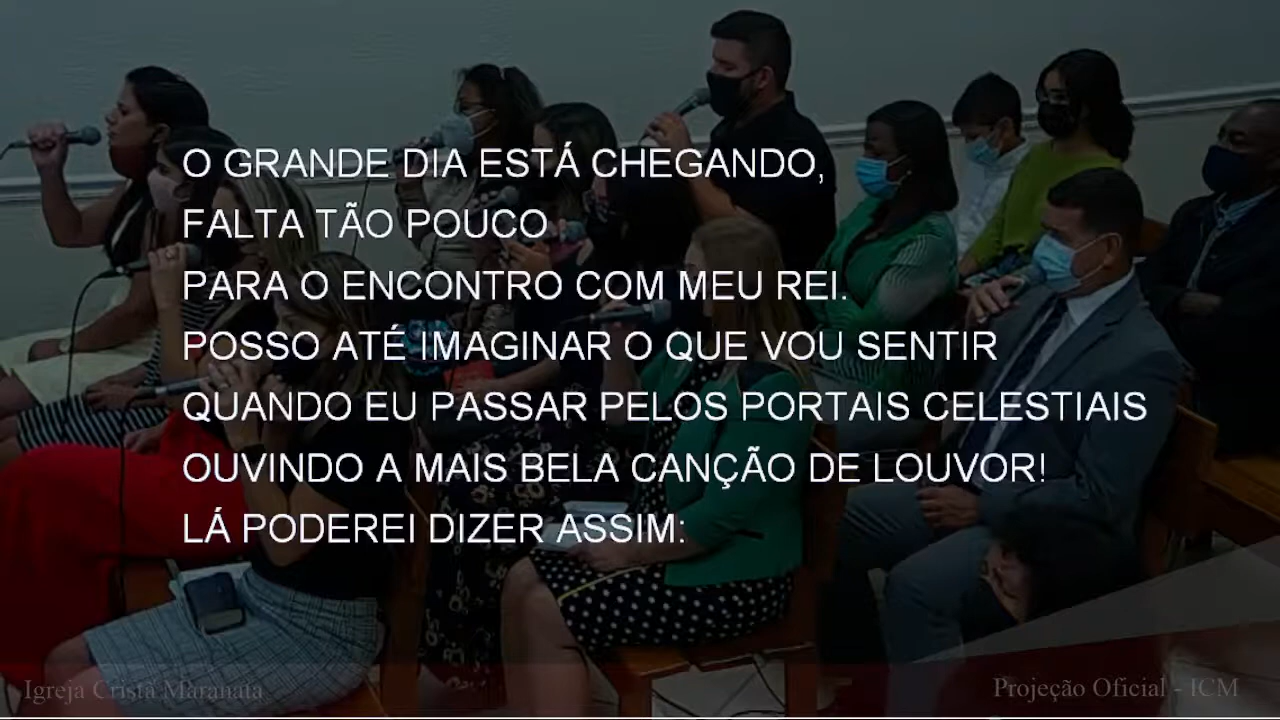 O GRANDE DIA ESTÁ CHEGANDO,
FALTA TÃO POUCO
PARA O ENCONTRO COM MEU REI.
POSSO ATÉ IMAGINAR O QUE VOU SENTIR
QUANDO EU PASSAR PELOS PORTAIS CELESTIAIS
OUVINDO A MAIS BELA CANÇÃO DE LOUVOR!
LÁ PODEREI DIZER ASSIM:
Igreja Cristã Maranata
Projeção Oficial - ICM